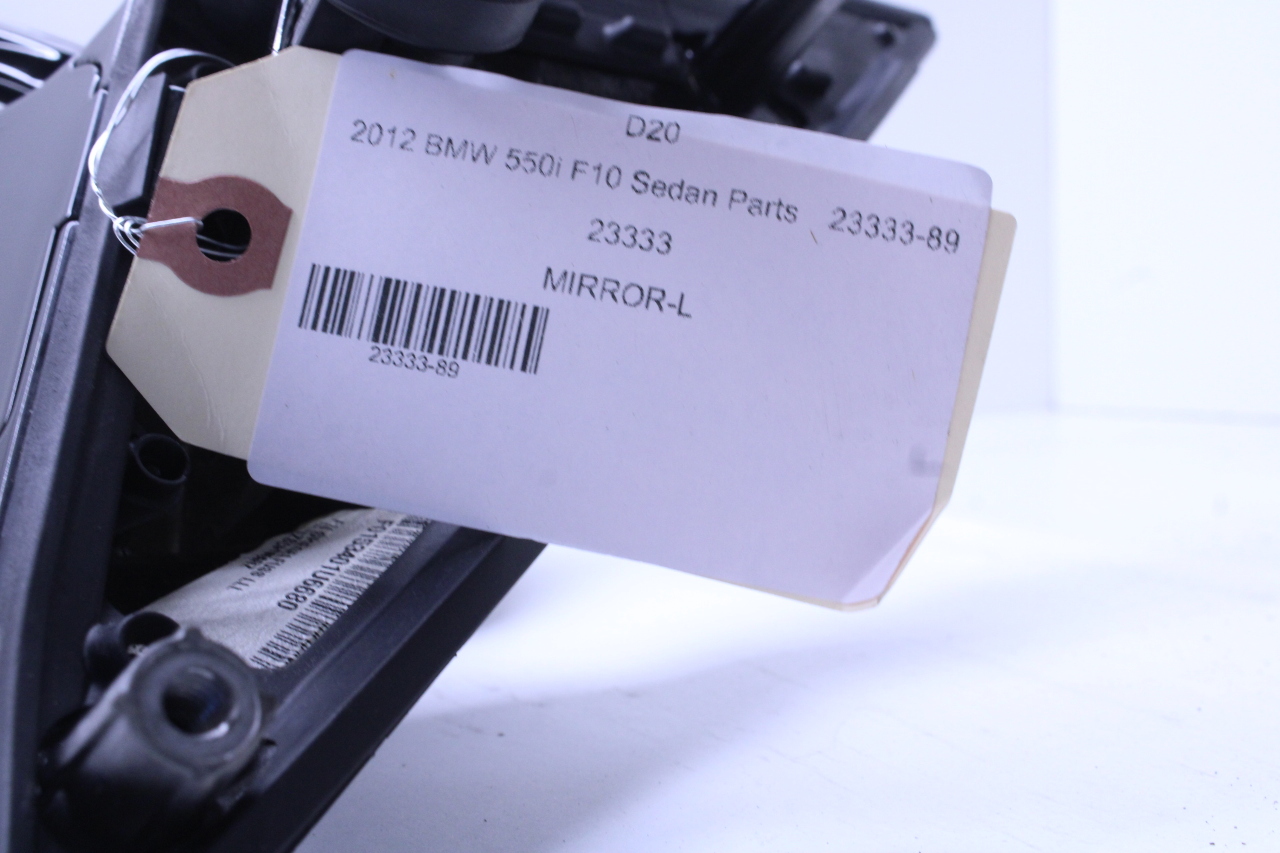 D20
2012 BMW 550i F10 Sedan Parts 23333-89
23333
MIRROR-L
23333-89